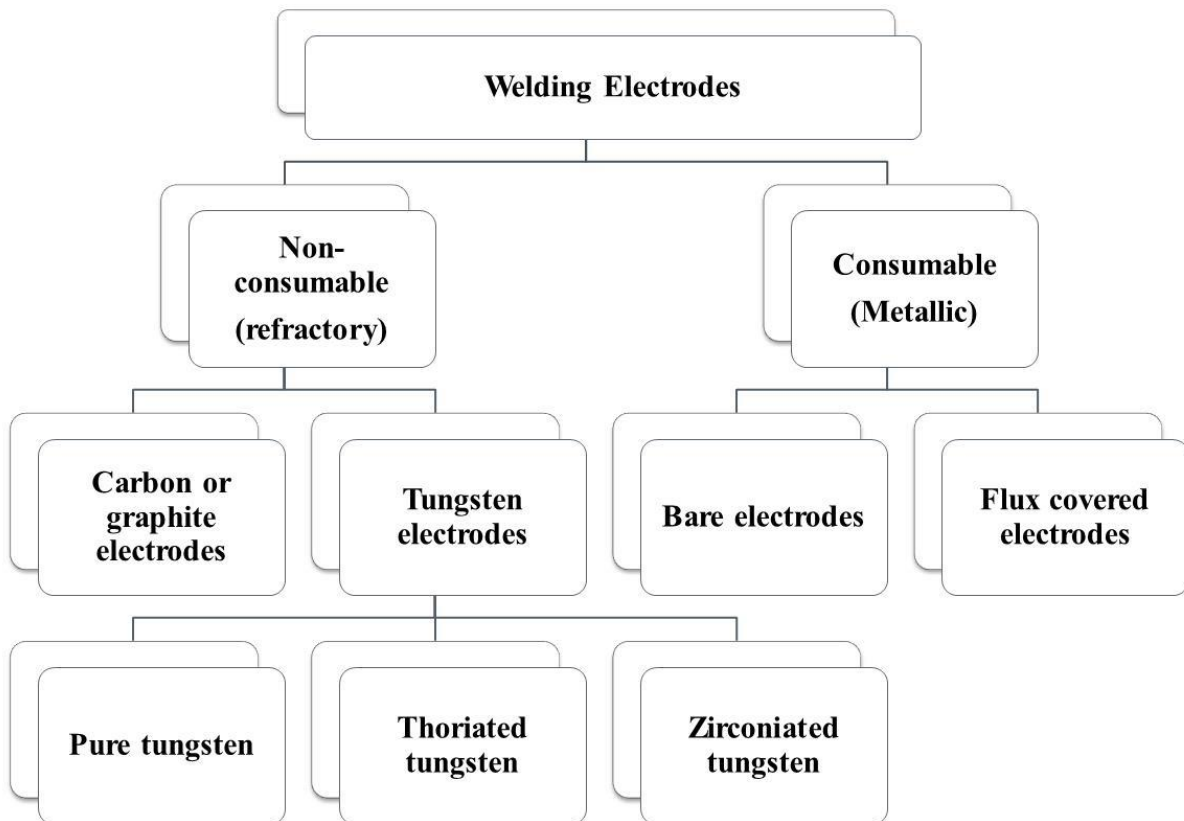 Welding Electrodes
Non-
consumable
(refractory)
Consumable
(Metallic)
Carbon or
graphite
electrodes
Tungsten
electrodes
Bare electrodes
Flux covered
electrodes
Pure tungsten
Thoriated
tungsten
Zirconiated
tungsten